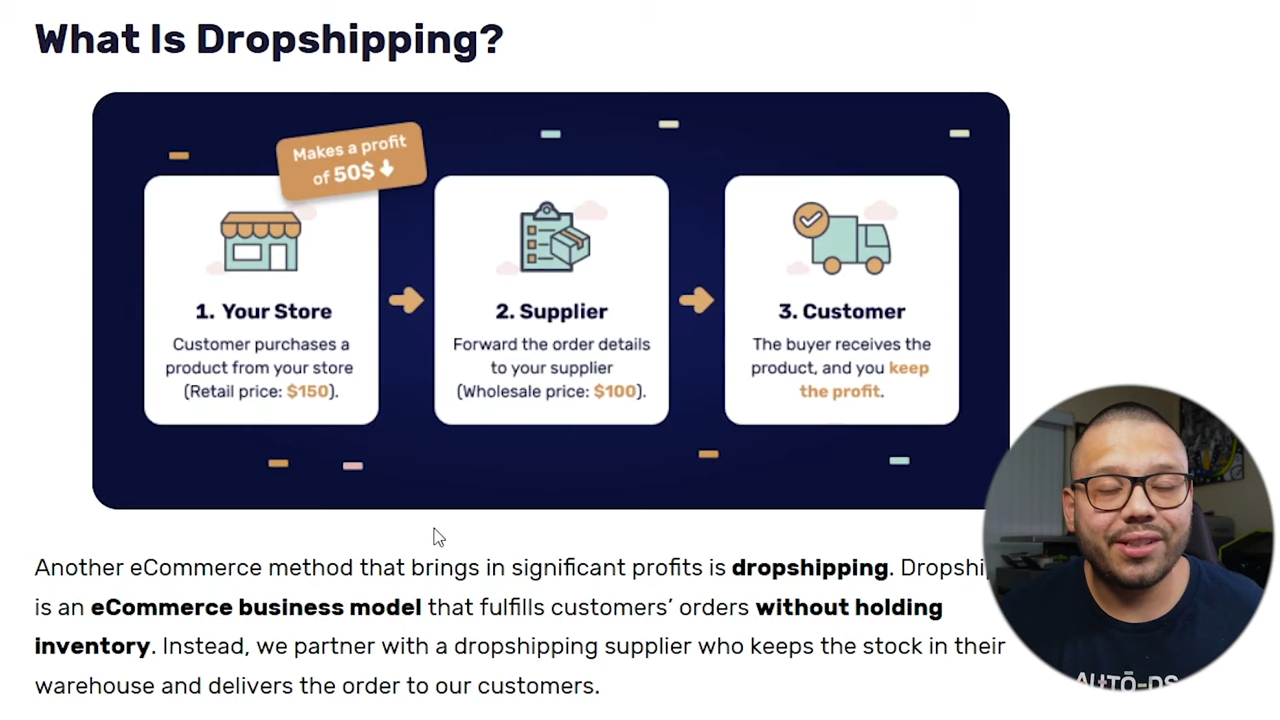 What Is Dropshipping?
Makes a profit
of 50$
1. Your Store
Customer purchases a
product from your store
(Retail price: $150).
2. Supplier
Forward the order details
to your supplier
(Wholesale price: $100).
3. Customer
The buyer receives the
product, and you keep
the profit.
Another eCommerce method that brings in significant profits is dropshipping.
is an eCommerce business model that fulfills customers’ orders without holding
inventory. Instead, we partner with a dropshipping supplier who keeps the stock in their
warehouse and delivers the order to our customers.